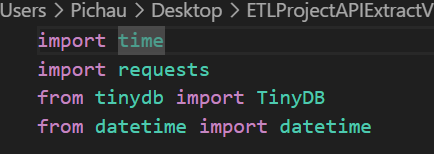 Users > Pichau > Desktop > ETLProjectAPIExtractV
import time
import requests
from tinydb import TinyDB
from datetime import datetime